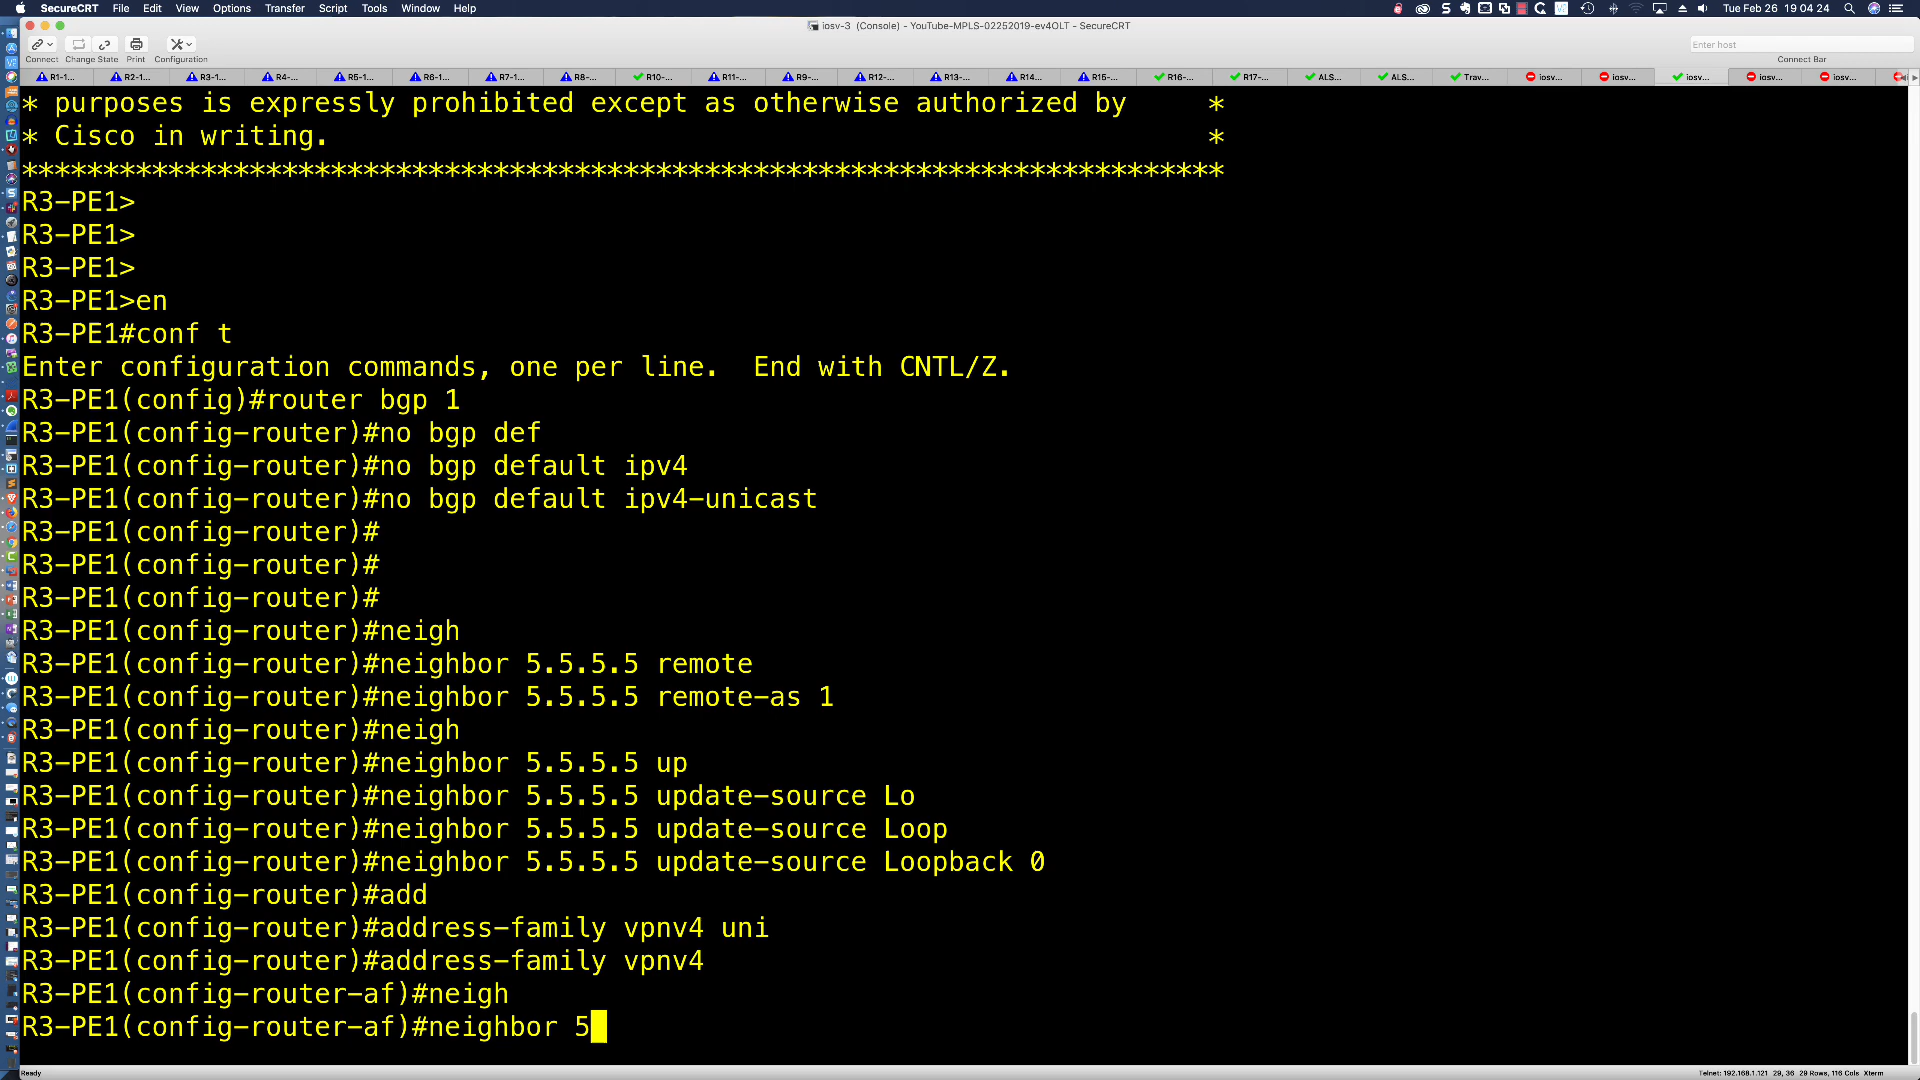 SecureCRT File Edit View Options Transfer Script Tools Window Help Tue Feb 26 19 04 24
iosv-3 (Console) - YouTube-MPLS-02252019-ev4OLT - SecureCRT
Enter host
Connect Change State Print Configuration Connect Bar
R1-1... R2-1... R3-1... R4-... R5-1... R6-1... R7-1... R8-... R10-... R11-... R9-... R12-... R13-... R14... R15-... R16-... R17-... ALS... ALS... Trav... iosv... iosv... iosv... iosv... iosv...
* purposes is expressly prohibited except as otherwise authorized by *
* Cisco in writing. *
**************************************************************************
R3-PE1>
R3-PE1>
R3-PE1>
R3-PE1>en
R3-PE1#conf t
Enter configuration commands, one per line.  End with CNTL/Z.
R3-PE1(config)#router bgp 1
R3-PE1(config-router)#no bgp def
R3-PE1(config-router)#no bgp default ipv4
R3-PE1(config-router)#no bgp default ipv4-unicast
R3-PE1(config-router)#
R3-PE1(config-router)#
R3-PE1(config-router)#
R3-PE1(config-router)#neigh
R3-PE1(config-router)#neighbor 5.5.5.5 remote
R3-PE1(config-router)#neighbor 5.5.5.5 remote-as 1
R3-PE1(config-router)#neigh
R3-PE1(config-router)#neighbor 5.5.5.5 up
R3-PE1(config-router)#neighbor 5.5.5.5 update-source Lo
R3-PE1(config-router)#neighbor 5.5.5.5 update-source Loop
R3-PE1(config-router)#neighbor 5.5.5.5 update-source Loopback 0
R3-PE1(config-router)#add
R3-PE1(config-router)#address-family vpnv4 uni
R3-PE1(config-router)#address-family vpnv4
R3-PE1(config-router-af)#neigh
R3-PE1(config-router-af)#neighbor 5
Ready Telnet: 192.168.1.121 29, 36 29 Rows, 116 Cols Xterm